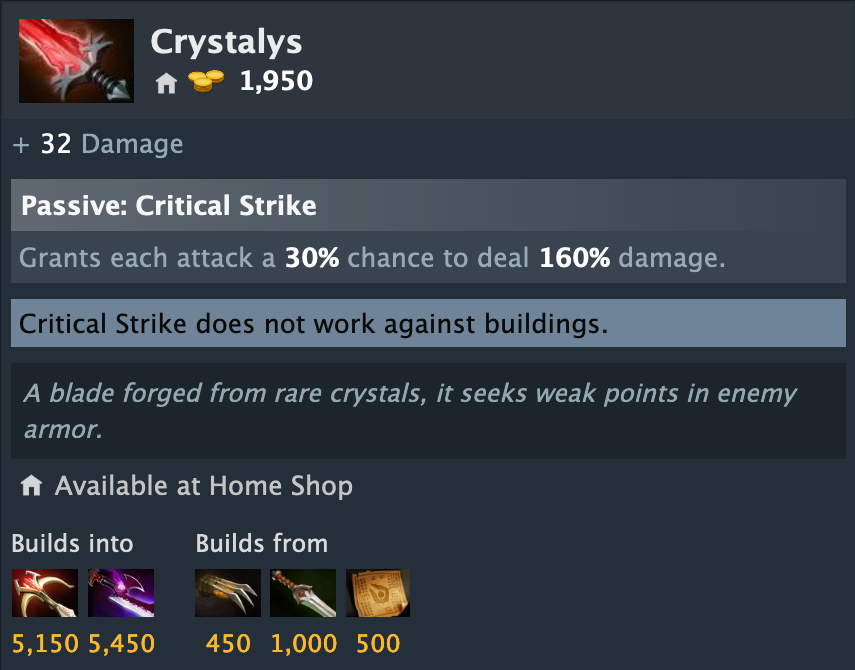 Crystalys
1,950
+ 32 Damage
Passive: Critical Strike
Grants each attack a 30% chance to deal 160% damage.
Critical Strike does not work against buildings.
A blade forged from rare crystals, it seeks weak points in enemy
armor.
Available at Home Shop
Builds into Builds from
5,150 5,450 450 1,000 500